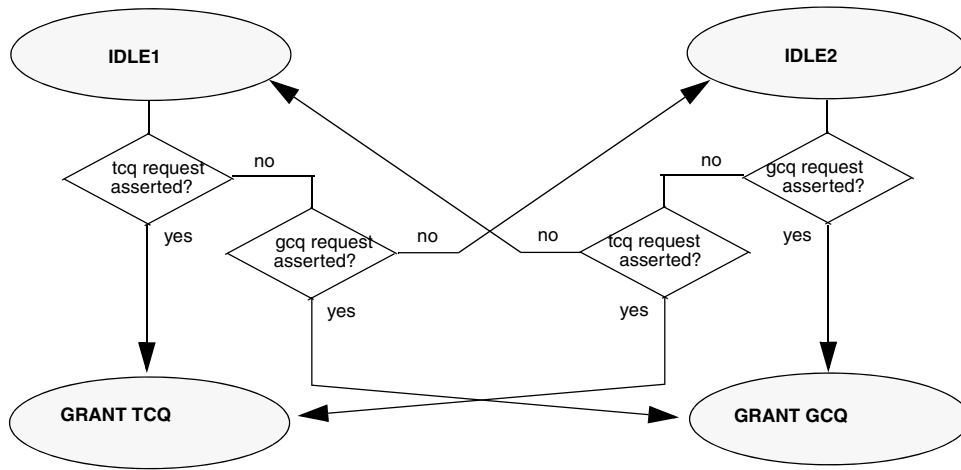 IDLE1
IDLE2
tcq request
asserted?
no
no
gcq request
asserted?
yes
gcq request
asserted?
no
no
tcq request
asserted?
yes
yes
yes
GRANT TCQ
GRANT GCQ